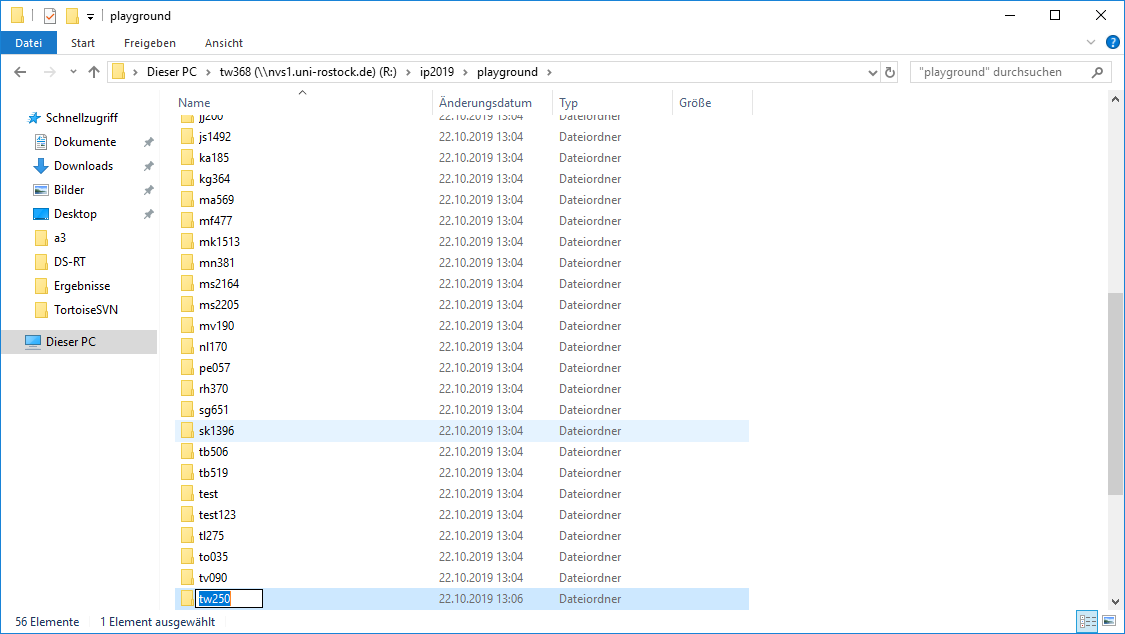 playground
Datei Start Freigeben Ansicht
Dieser PC tw368 (\\nvs1.uni-rostock.de) (R:) ip2019 playground "playground" durchsuchen
Schnellzugriff
Dokumente
Downloads
Bilder
Desktop
a3
DS-RT
Ergebnisse
TortoiseSVN
Dieser PC
Name Änderungsdatum Typ Größe
jj200 22.10.2019 13:04 Dateiordner
js1492 22.10.2019 13:04 Dateiordner
ka185 22.10.2019 13:04 Dateiordner
kg364 22.10.2019 13:04 Dateiordner
ma569 22.10.2019 13:04 Dateiordner
mf477 22.10.2019 13:04 Dateiordner
mk1513 22.10.2019 13:04 Dateiordner
mn381 22.10.2019 13:04 Dateiordner
ms2164 22.10.2019 13:04 Dateiordner
ms2205 22.10.2019 13:04 Dateiordner
mv190 22.10.2019 13:04 Dateiordner
nl170 22.10.2019 13:04 Dateiordner
pe057 22.10.2019 13:04 Dateiordner
rh370 22.10.2019 13:04 Dateiordner
sg651 22.10.2019 13:04 Dateiordner
sk1396 22.10.2019 13:04 Dateiordner
tb506 22.10.2019 13:04 Dateiordner
tb519 22.10.2019 13:04 Dateiordner
test 22.10.2019 13:04 Dateiordner
test123 22.10.2019 13:04 Dateiordner
tl275 22.10.2019 13:04 Dateiordner
to035 22.10.2019 13:04 Dateiordner
tv090 22.10.2019 13:04 Dateiordner
tw250 22.10.2019 13:06 Dateiordner
56 Elemente 1 Element ausgewählt